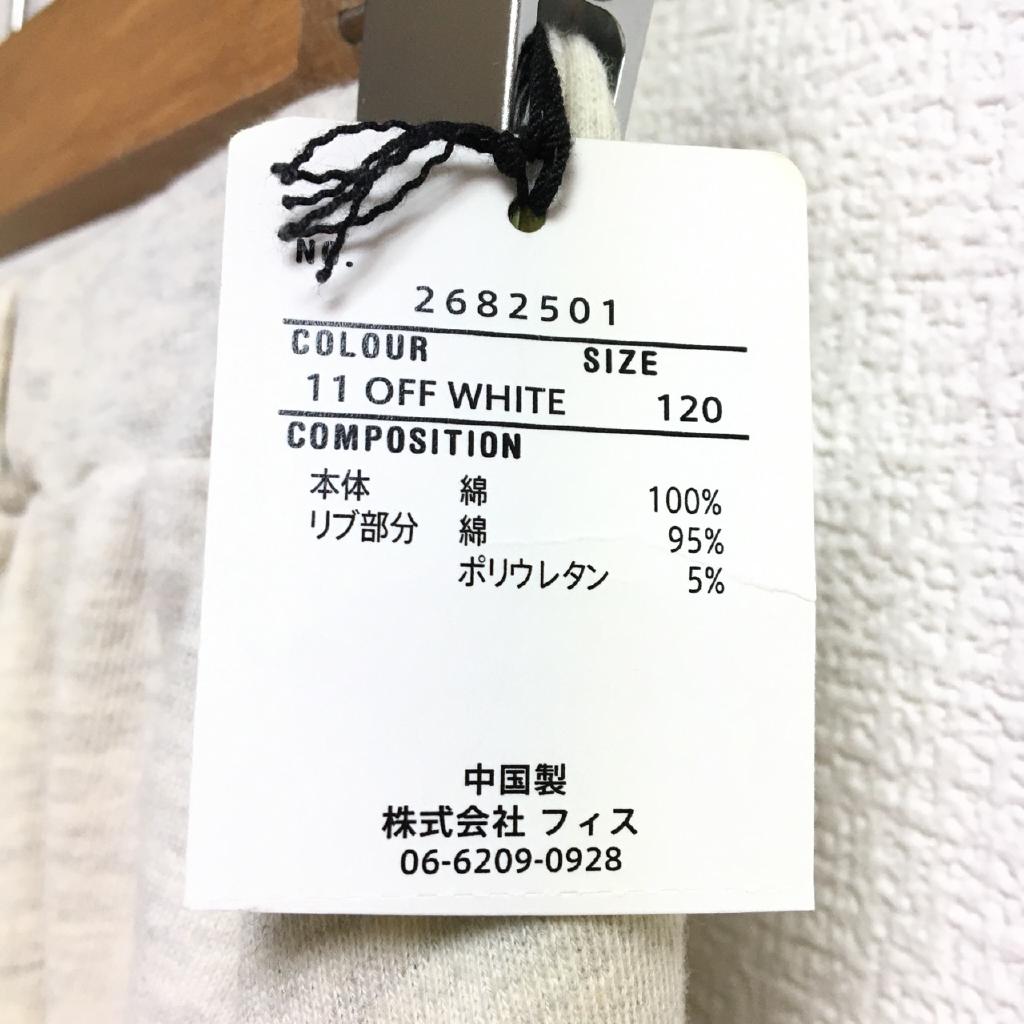 No.
2682501
COLOUR SIZE
11 OFF WHITE 120
COMPOSITION
本体 綿 100%
リブ部分 綿 95%
ポリウレタン 5%
中国製
株式会社 フィス
06-6209-0928